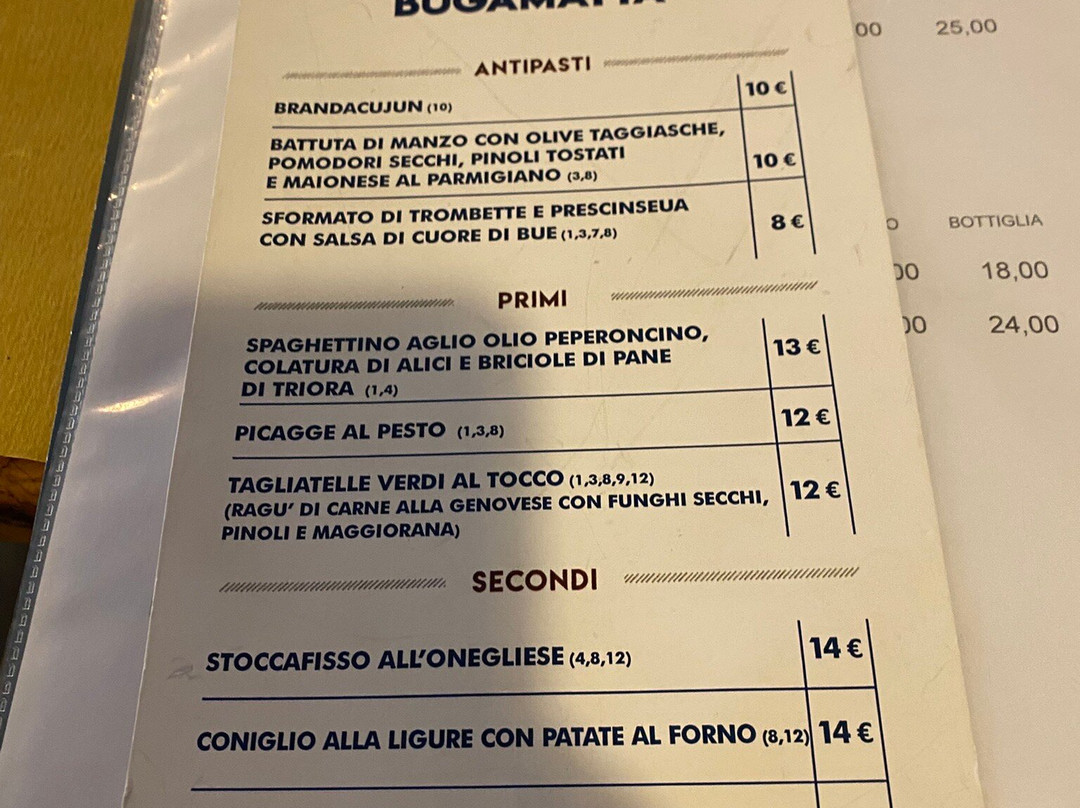 ANTIPASTI
BRANDACUJUN (10) 10 €
BATTUTA DI MANZO CON OLIVE TAGGIASCHE,
POMODORI SECCHI, PINOLI TOSTATI 10 €
E MAIONESE AL PARMIGIANO (3,8)
SFORMATO DI TROMBETTE E PRESCINSEUA 8 €
CON SALSA DI CUORE DI BUE (1,3,7,8)
PRIMI
SPAGHETTINO AGLIO OLIO PEPERONCINO, 13 €
COLATURA DI ALICI E BRICIOLE DI PANE
DI TRIORA (1,4)
PICAGGE AL PESTO (1,3,8) 12 €
TAGLIATELLE VERDI AL TOCCO (1,3,8,9,12) 12 €
(RAGU' DI CARNE ALLA GENOVESE CON FUNGHI SECCHI,
PINOLI E MAGGIORANA)
SECONDI
STOCCAFISSO ALL'ONEGLIESE (4,8,12) 14 €
CONIGLIO ALLA LIGURE CON PATATE AL FORNO (8,12) 14 €
00 25,00
BOTTIGLIA
00 18,00
00 24,00